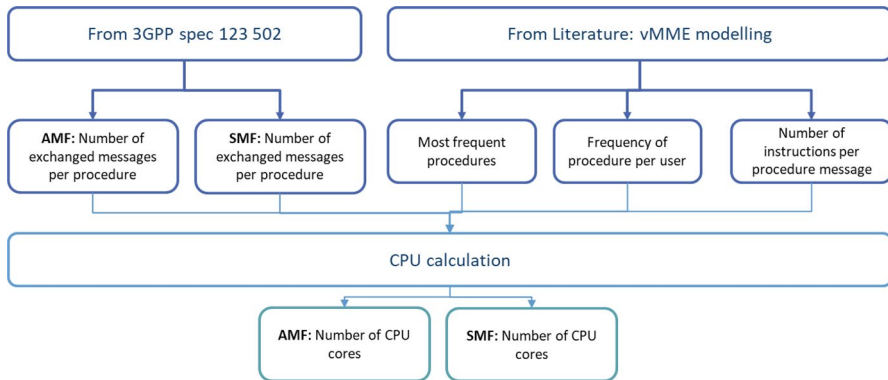 From 3GPP spec 123 502
From Literature: vMME modelling
AMF: Number of
exchanged messages
per procedure
SMF: Number of
exchanged messages
per procedure
Most frequent
procedures
Frequency of
procedure per user
Number of
instructions per
procedure message
CPU calculation
AMF: Number of CPU
cores
SMF: Number of CPU
cores